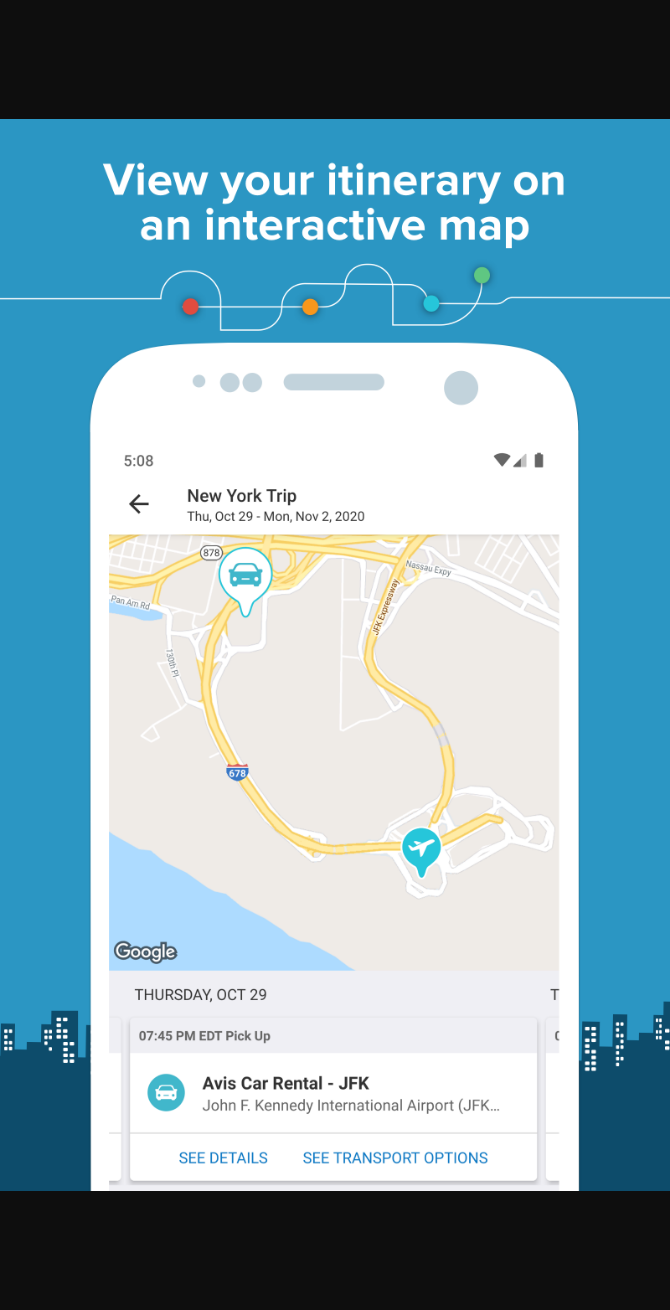 View your itinerary on
an interactive map
5:08
New York Trip
Thu, Oct 29 - Mon, Nov 2, 2020
878
Nassau Expy
Pan Am Rd
JFK Expressway
130th Pl
678
Google
THURSDAY, OCT 29
T
07:45 PM EDT Pick Up
Avis Car Rental - JFK
John F. Kennedy International Airport (JFK...
SEE DETAILS
SEE TRANSPORT OPTIONS